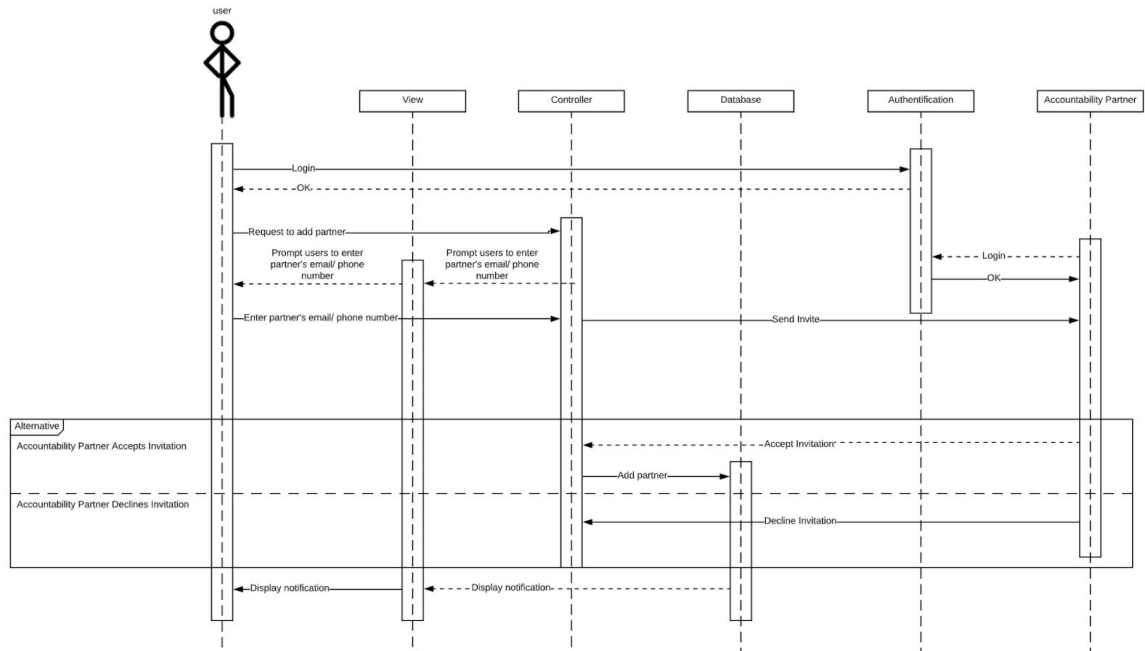 user
View
Controller
Database
Authentification
Accountability Partner
Login
OK
Request to add partner
Prompt users to enter
partner's email/ phone
number
Prompt users to enter
partner's email/ phone
number
Login
OK
Enter partner's email/ phone number
Send Invite
Alternative
Accountability Partner Accepts Invitation
Accept Invitation
Add partner
Accountability Partner Declines Invitation
Decline Invitation
Display notification
Display notification